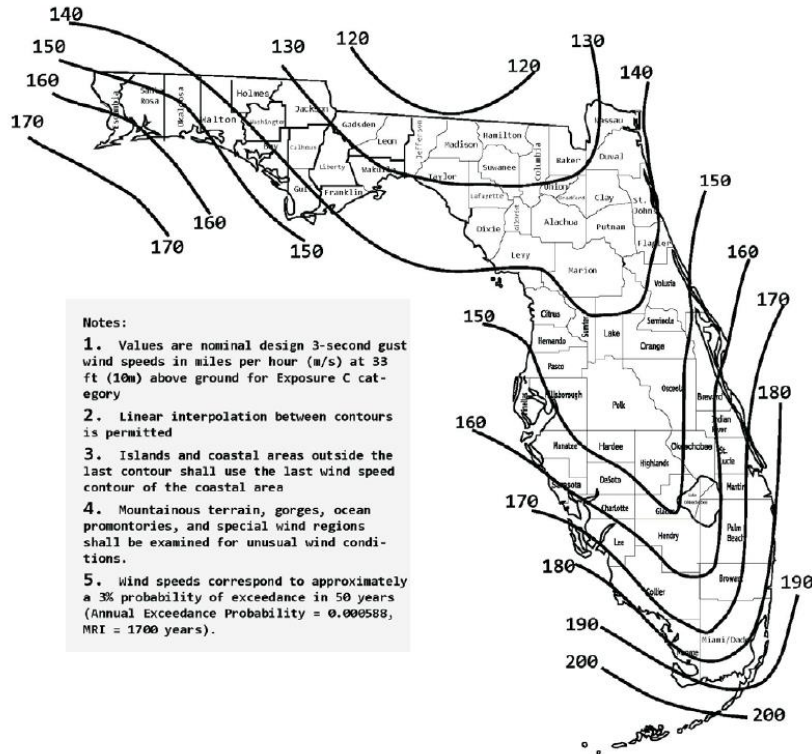 140
130
120
130
140
150
160
170
120
Santa
Rosa
Escambia
Okaloosa
Walton
Holmes
Washington
Jackson
Bay
Calhoun
Gulf
Liberty
Franklin
Gadsden
Leon
Wakulla
Jefferson
Madison
Taylor
Hamilton
Suwannee
Lafayette
Columbia
Baker
Union
Bradford
Nassau
Duval
Clay
St.
Johns
Alachua
Putnam
Dixie
Gilchrist
Flagler
Levy
Marion
Volusia
160
170
150
150
160
170
Citrus
Sumter
Lake
Seminole
Hernando
Orange
Pasco
Hillsborough
Pinellas
Polk
Osceola
Brevard
Indian
River
150
180
160
Manatee
Hardee
Highlands
Okeechobee
St.
Lucie
Sarasota
DeSoto
Martin
Charlotte
Glades
Lee
Hendry
Palm
Beach
170
180
Collier
Broward
190
190
Miami/Dade
Monroe
200
200
Notes:
1. Values are nominal design 3-second gust
wind speeds in miles per hour (m/s) at 33
ft (10m) above ground for Exposure C cat-
egory
2. Linear interpolation between contours
is permitted
3. Islands and coastal areas outside the
last contour shall use the last wind speed
contour of the coastal area
4. Mountainous terrain, gorges, ocean
promontories, and special wind regions
shall be examined for unusual wind condi-
tions.
5. Wind speeds correspond to approximately
a 3% probability of exceedance in 50 years
(Annual Exceedance Probability = 0.000588,
MRI = 1700 years).